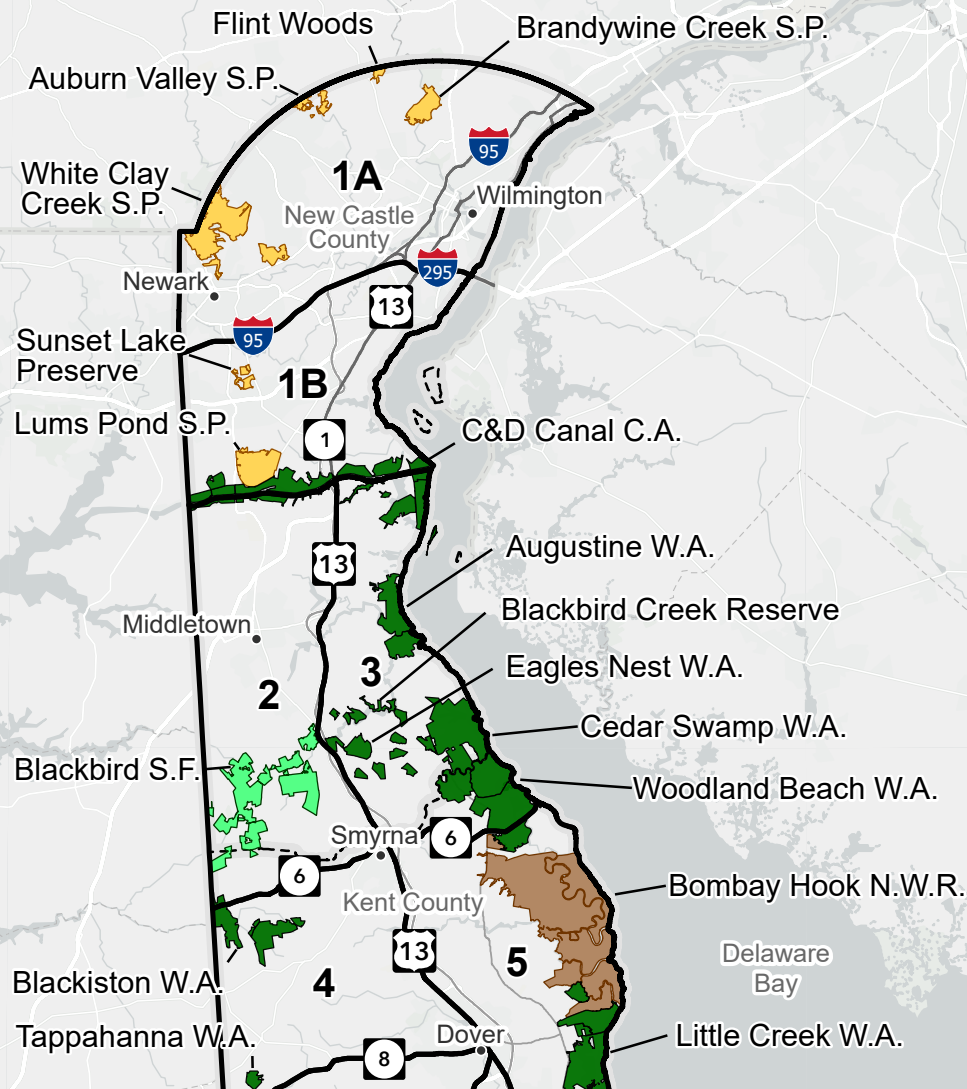 Flint Woods
Brandywine Creek S.P.
Auburn Valley S.P.
95
White Clay
Creek S.P.
1A
Wilmington
New Castle
County
295
Newark
13
95
Sunset Lake
Preserve
1B
Lums Pond S.P.
1
C&D Canal C.A.
13
Augustine W.A.
Blackbird Creek Reserve
Middletown
Eagles Nest W.A.
3
2
Cedar Swamp W.A.
Blackbird S.F.
Woodland Beach W.A.
Smyrna
6
6
Bombay Hook N.W.R.
Kent County
13
5
Delaware
Bay
Blackiston W.A.
4
Tappahanna W.A.
Dover
Little Creek W.A.
8